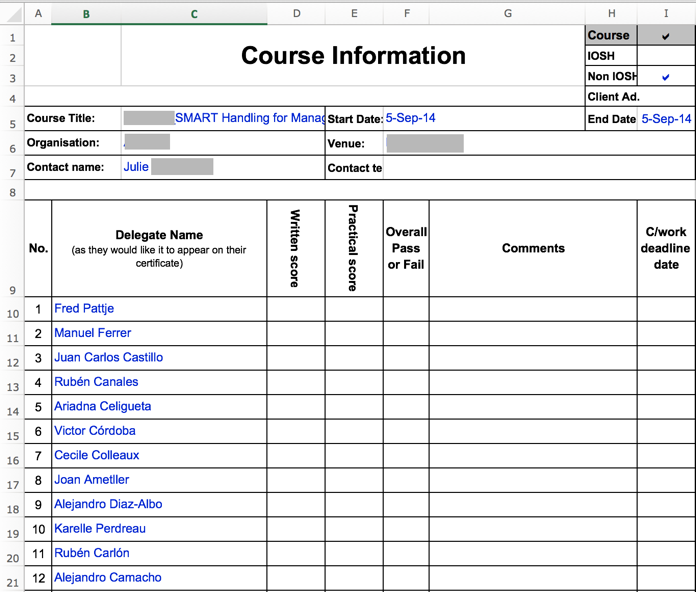 A B C D E F G H I
1 Course ✔
2 Course Information IOSH
3 Non IOSH ✔
4 Client Ad.
5 Course Title: SMART Handling for Manag Start Date: 5-Sep-14 End Date 5-Sep-14
6 Organisation: Venue:
7 Contact name: Julie Contact te
8
9 No. Delegate Name (as they would like it to appear on their certificate) Written score Practical score Overall Pass or Fail Comments C/work deadline date
10 1 Fred Pattje
11 2 Manuel Ferrer
12 3 Juan Carlos Castillo
13 4 Rubén Canales
14 5 Ariadna Celigueta
15 6 Victor Córdoba
16 7 Cecile Colleaux
17 8 Joan Ametller
18 9 Alejandro Diaz-Albo
19 10 Karelle Perdreau
20 11 Rubén Carlón
21 12 Alejandro Camacho